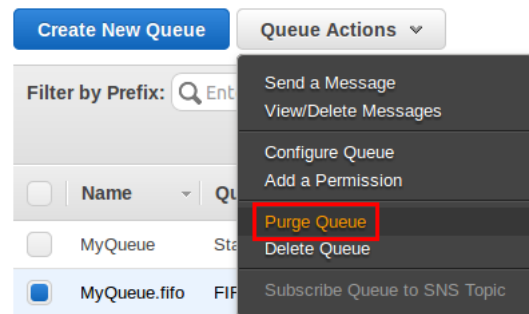 Create New Queue
Queue Actions
Filter by Prefix:
Send a Message
View/Delete Messages
Configure Queue
Add a Permission
Name
Purge Queue
MyQueue
Delete Queue
MyQueue.fifo
Subscribe Queue to SNS Topic